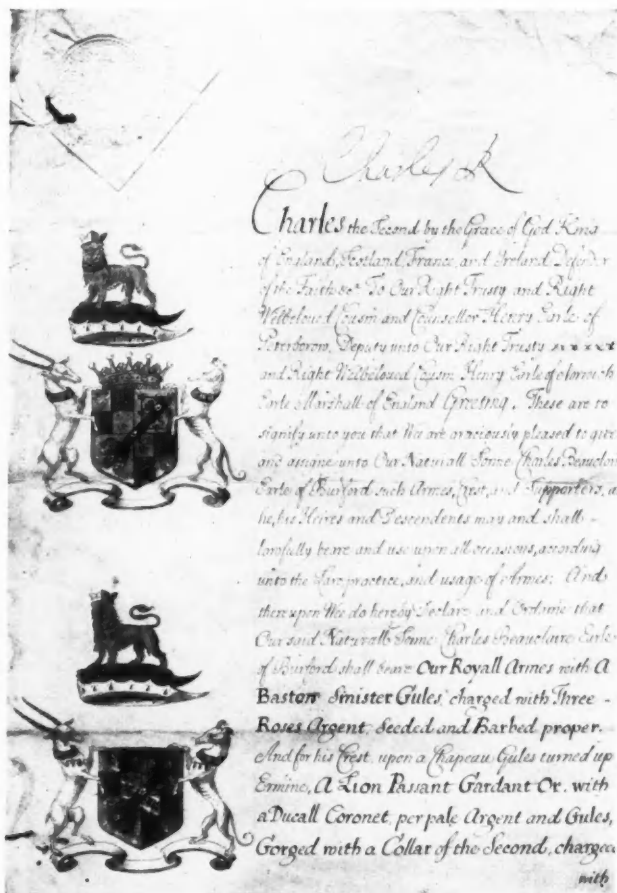 Charles R
Charles the Second by the Grace of God King
of England, Scotland, France, and Ireland Defender
of the Faith &c. To Our Right Trusty and Right
Welbeloved Cousin and Counsellor Henry Earle of
Peterborow, Deputy unto Our Right Trusty
and Right Welbeloved Cousin Henry Earle of Norwich
Earle Marshall of England Greeting. These are to
signify unto you that We are graciously pleased to give
and assigne unto Our Naturall Sonne Charles
Earle of Burford such Armes, Crest, and Supporters, as
he, his Heires and Descendents may and shall -
lawfully beare and use upon all occasions, according
unto the practice, and usage of Armes: And
thereupon We do hereby Declare and Ordaine that
Our said Naturall Sonne Charles Beauclaire Earle
of Burford shall beare Our Royall Armes with A
Baston Sinister Gules, charged with Three -
Roses Argent, Seeded and Barbed proper.
And for his Crest, upon a Chapeau Gules turned up
Ermine, A Lion Passant Gardant Or, with
a Ducall Coronet, per pale Argent and Gules,
Gorged with a Collar of the Second, charged
with